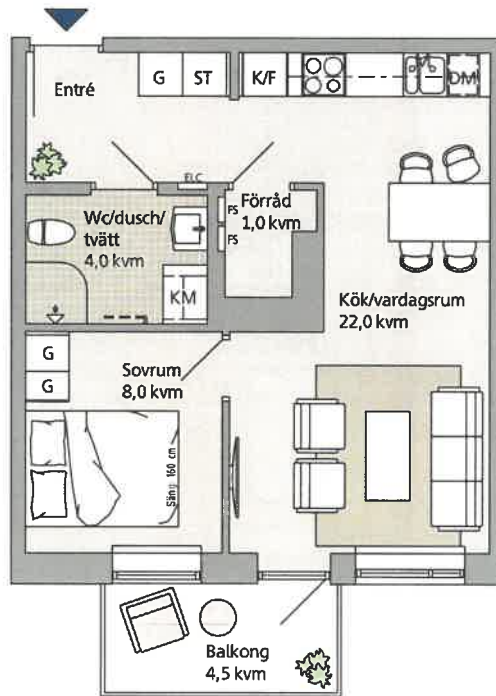 Entré
G
ST
K/F
DM
ELC
Wc/dusch/
tvätt
4,0 kvm
KM
FS
FS
Förråd
1,0 kvm
Kök/vardagsrum
22,0 kvm
G
G
Sovrum
8,0 kvm
Säng 160 cm
Balkong
4,5 kvm